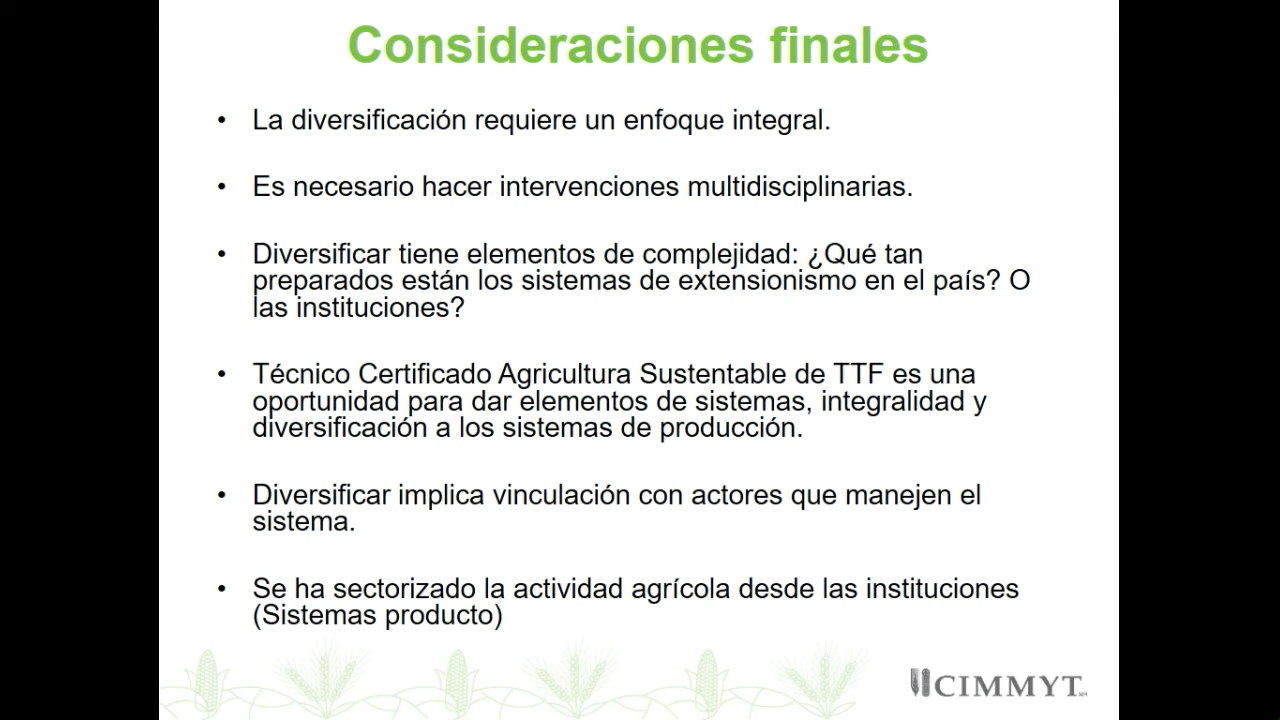 Consideraciones finales
• La diversificación requiere un enfoque integral.
• Es necesario hacer intervenciones multidisciplinarias.
• Diversificar tiene elementos de complejidad: ¿Qué tan
preparados están los sistemas de extensionismo en el país? O
las instituciones?
• Técnico Certificado Agricultura Sustentable de TTF es una
oportunidad para dar elementos de sistemas, integralidad y
diversificación a los sistemas de producción.
• Diversificar implica vinculación con actores que manejen el
sistema.
• Se ha sectorizado la actividad agrícola desde las instituciones
(Sistemas producto)
CIMMYT